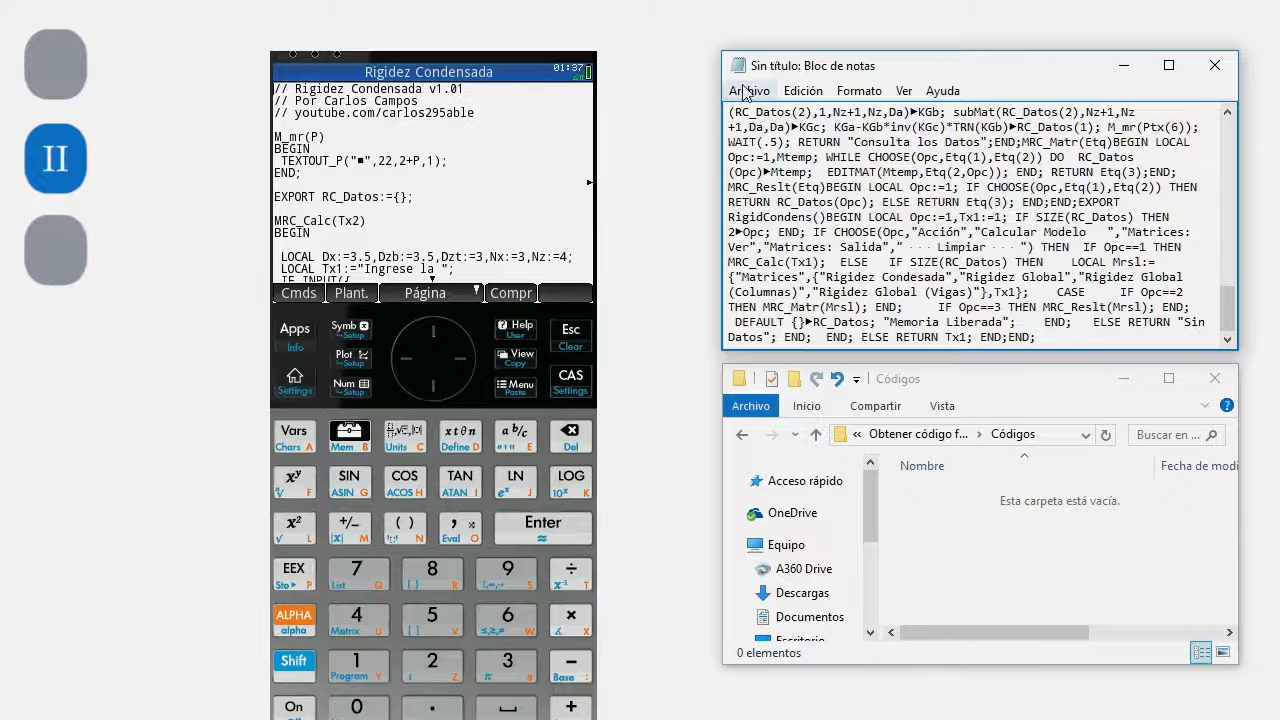 II
Rigidez Condensada
01:37
// Rigidez Condensada v1.01
// Por Carlos Campos
// youtube.com/carlos295able
M_mr(P)
BEGIN
TEXTOUT_P("■",22,2+P,1);
END;
EXPORT RC_Datos:={};
MRC_Calc(Tx2)
BEGIN
LOCAL Dx:=3.5,Dzb:=3.5,Dzt:=3,Nx:=3,Nz:=4;
LOCAL Tx1:="Ingrese la ";
Cmds Plant. Página Compr
Apps Info
Symb Setup
Help User
Esc Clear
Plot Setup
View Copy
Settings
Num Setup
Menu Paste
CAS Settings
Vars Chars A
Mem B
Units C
x t θ n Define D
a b/c E
Del
xʸ F
SIN ASIN G
COS ACOS H
TAN ATAN I
LN eˣ J
LOG 10ˣ K
x² √ L
+/− |x| M
( ) N
, Eval O
Enter ≈
EEX Sto ▸ P
7 List Q
8 { } R
9 !,∞,→ S
÷ x⁻¹ T
ALPHA alpha
4 Matrix U
5 [ ] V
6 ≤,≥,≠ W
× ∡ X
Shift
1 Program Y
2 i Z
3 π #
− Base :
On
0 . +
Sin título: Bloc de notas
Archivo Edición Formato Ver Ayuda
(RC_Datos(2),1,Nz+1,Nz,Da)▶KGb; subMat(RC_Datos(2),Nz+1,Nz
+1,Da,Da)▶KGc; KGa-KGb*inv(KGc)*TRN(KGb)▶RC_Datos(1); M_mr(Ptx(6));
WAIT(.5); RETURN "Consulta los Datos";END;MRC_Matr(Etq)BEGIN LOCAL
Opc:=1,Mtemp; WHILE CHOOSE(Opc,Etq(1),Etq(2)) DO  RC_Datos
(Opc)▶Mtemp;  EDITMAT(Mtemp,Etq(2,Opc)); END; RETURN Etq(3);END;
MRC_Reslt(Etq)BEGIN LOCAL Opc:=1; IF CHOOSE(Opc,Etq(1),Etq(2)) THEN
RETURN RC_Datos(Opc); ELSE RETURN Etq(3); END;END;EXPORT
RigidCondens()BEGIN LOCAL Opc:=1,Tx1:=1; IF SIZE(RC_Datos) THEN
2▶Opc; END; IF CHOOSE(Opc,"Acción","Calcular Modelo   ","Matrices:
Ver","Matrices: Salida"," ··· Limpiar ··· ") THEN  IF Opc==1 THEN
MRC_Calc(Tx1);  ELSE   IF SIZE(RC_Datos) THEN    LOCAL Mrsl:=
{"Matrices",{"Rigidez Condesada","Rigidez Global","Rigidez Global
(Columnas)","Rigidez Global (Vigas)"},Tx1};    CASE     IF Opc==2
THEN MRC_Matr(Mrsl); END;     IF Opc==3 THEN MRC_Reslt(Mrsl); END;
DEFAULT {}▶RC_Datos; "Memoria Liberada";    END;   ELSE RETURN "Sin
Datos"; END;  END; ELSE RETURN Tx1; END;END;
Códigos
Archivo Inicio Compartir Vista
« Obtener código f... › Códigos
Buscar en ...
Nombre Fecha de modi
Acceso rápido
Esta carpeta está vacía.
OneDrive
Equipo
A360 Drive
Descargas
Documentos
Escritorio
0 elementos